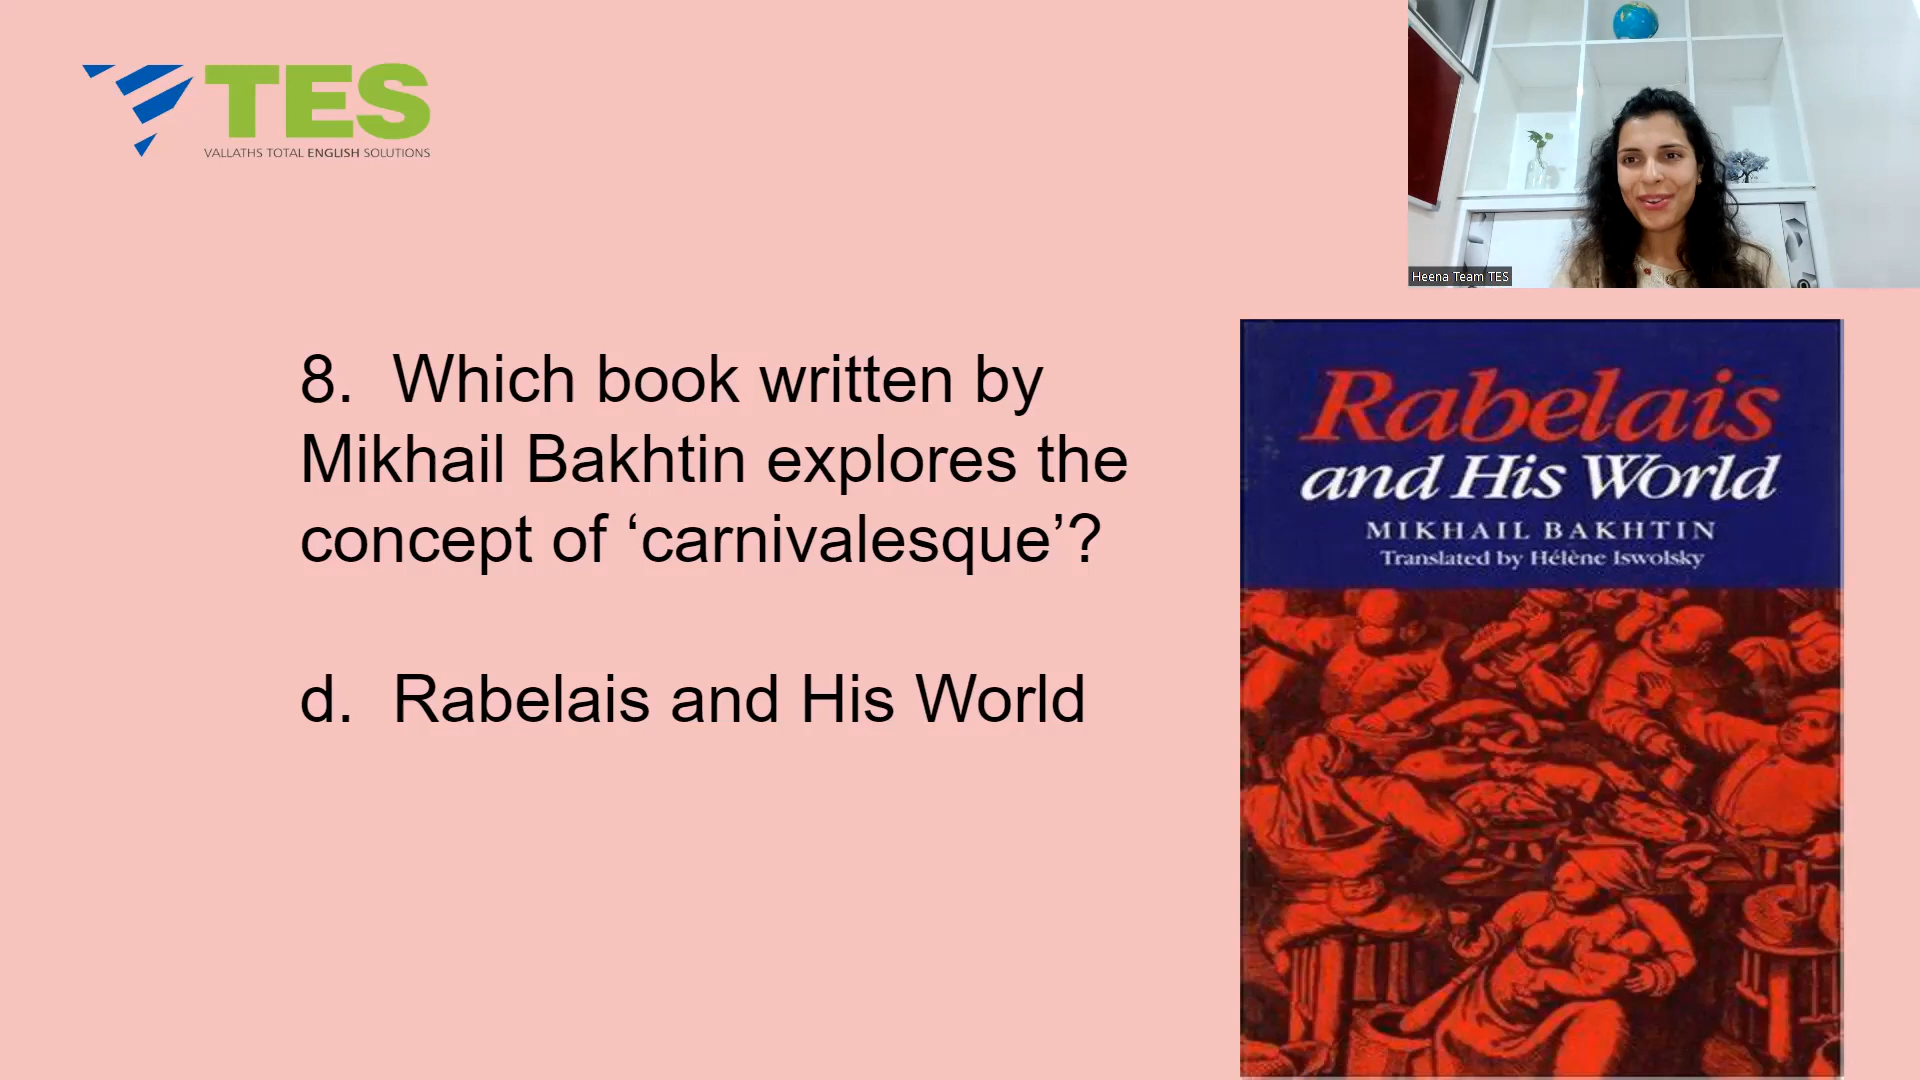 TES
VALLATHS TOTAL ENGLISH SOLUTIONS
Heena Team TES
8. Which book written by
Mikhail Bakhtin explores the
concept of ‘carnivalesque’?
d. Rabelais and His World
Rabelais
and His World
MIKHAIL BAKHTIN
Translated by Hélène Iswolsky